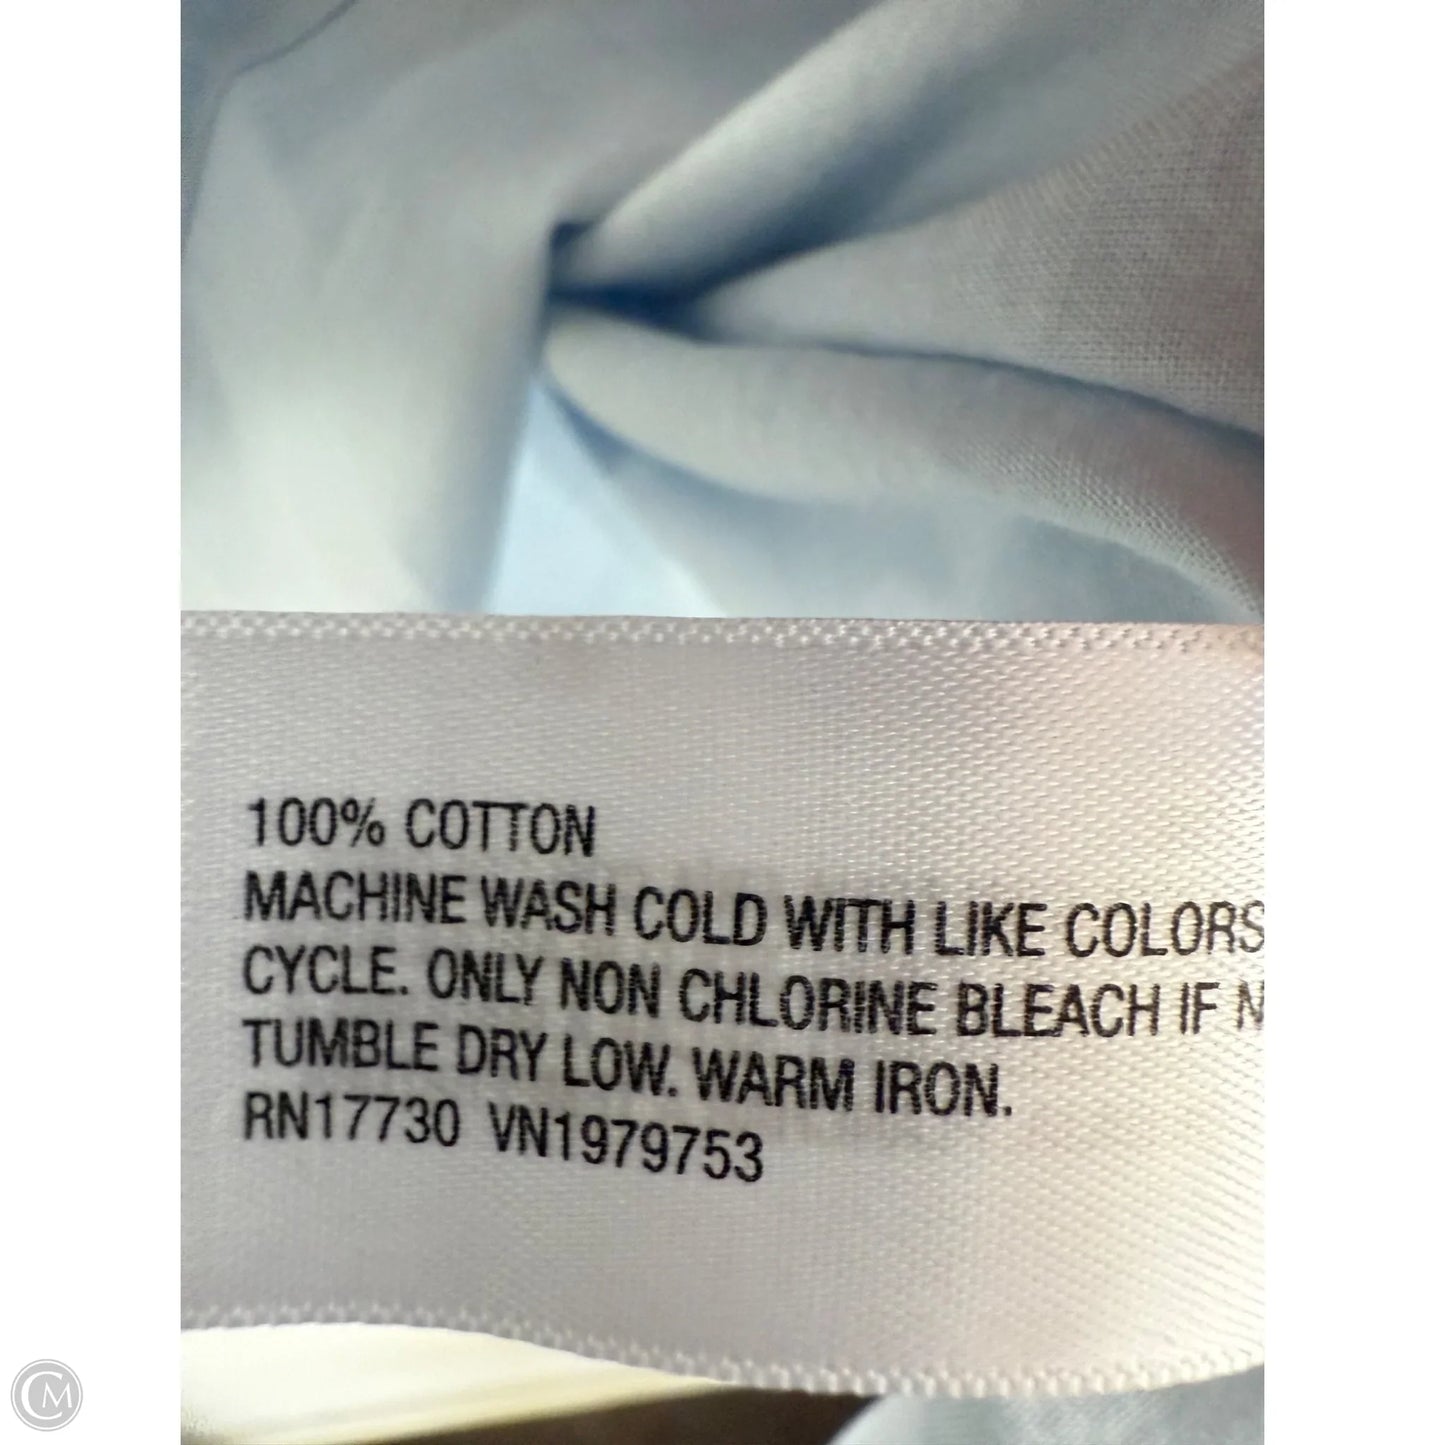 100% COTTON
MACHINE WASH COLD WITH LIKE COLORS
CYCLE. ONLY NON CHLORINE BLEACH IF
TUMBLE DRY LOW. WARM IRON.
RN17730 VN1979753
CM